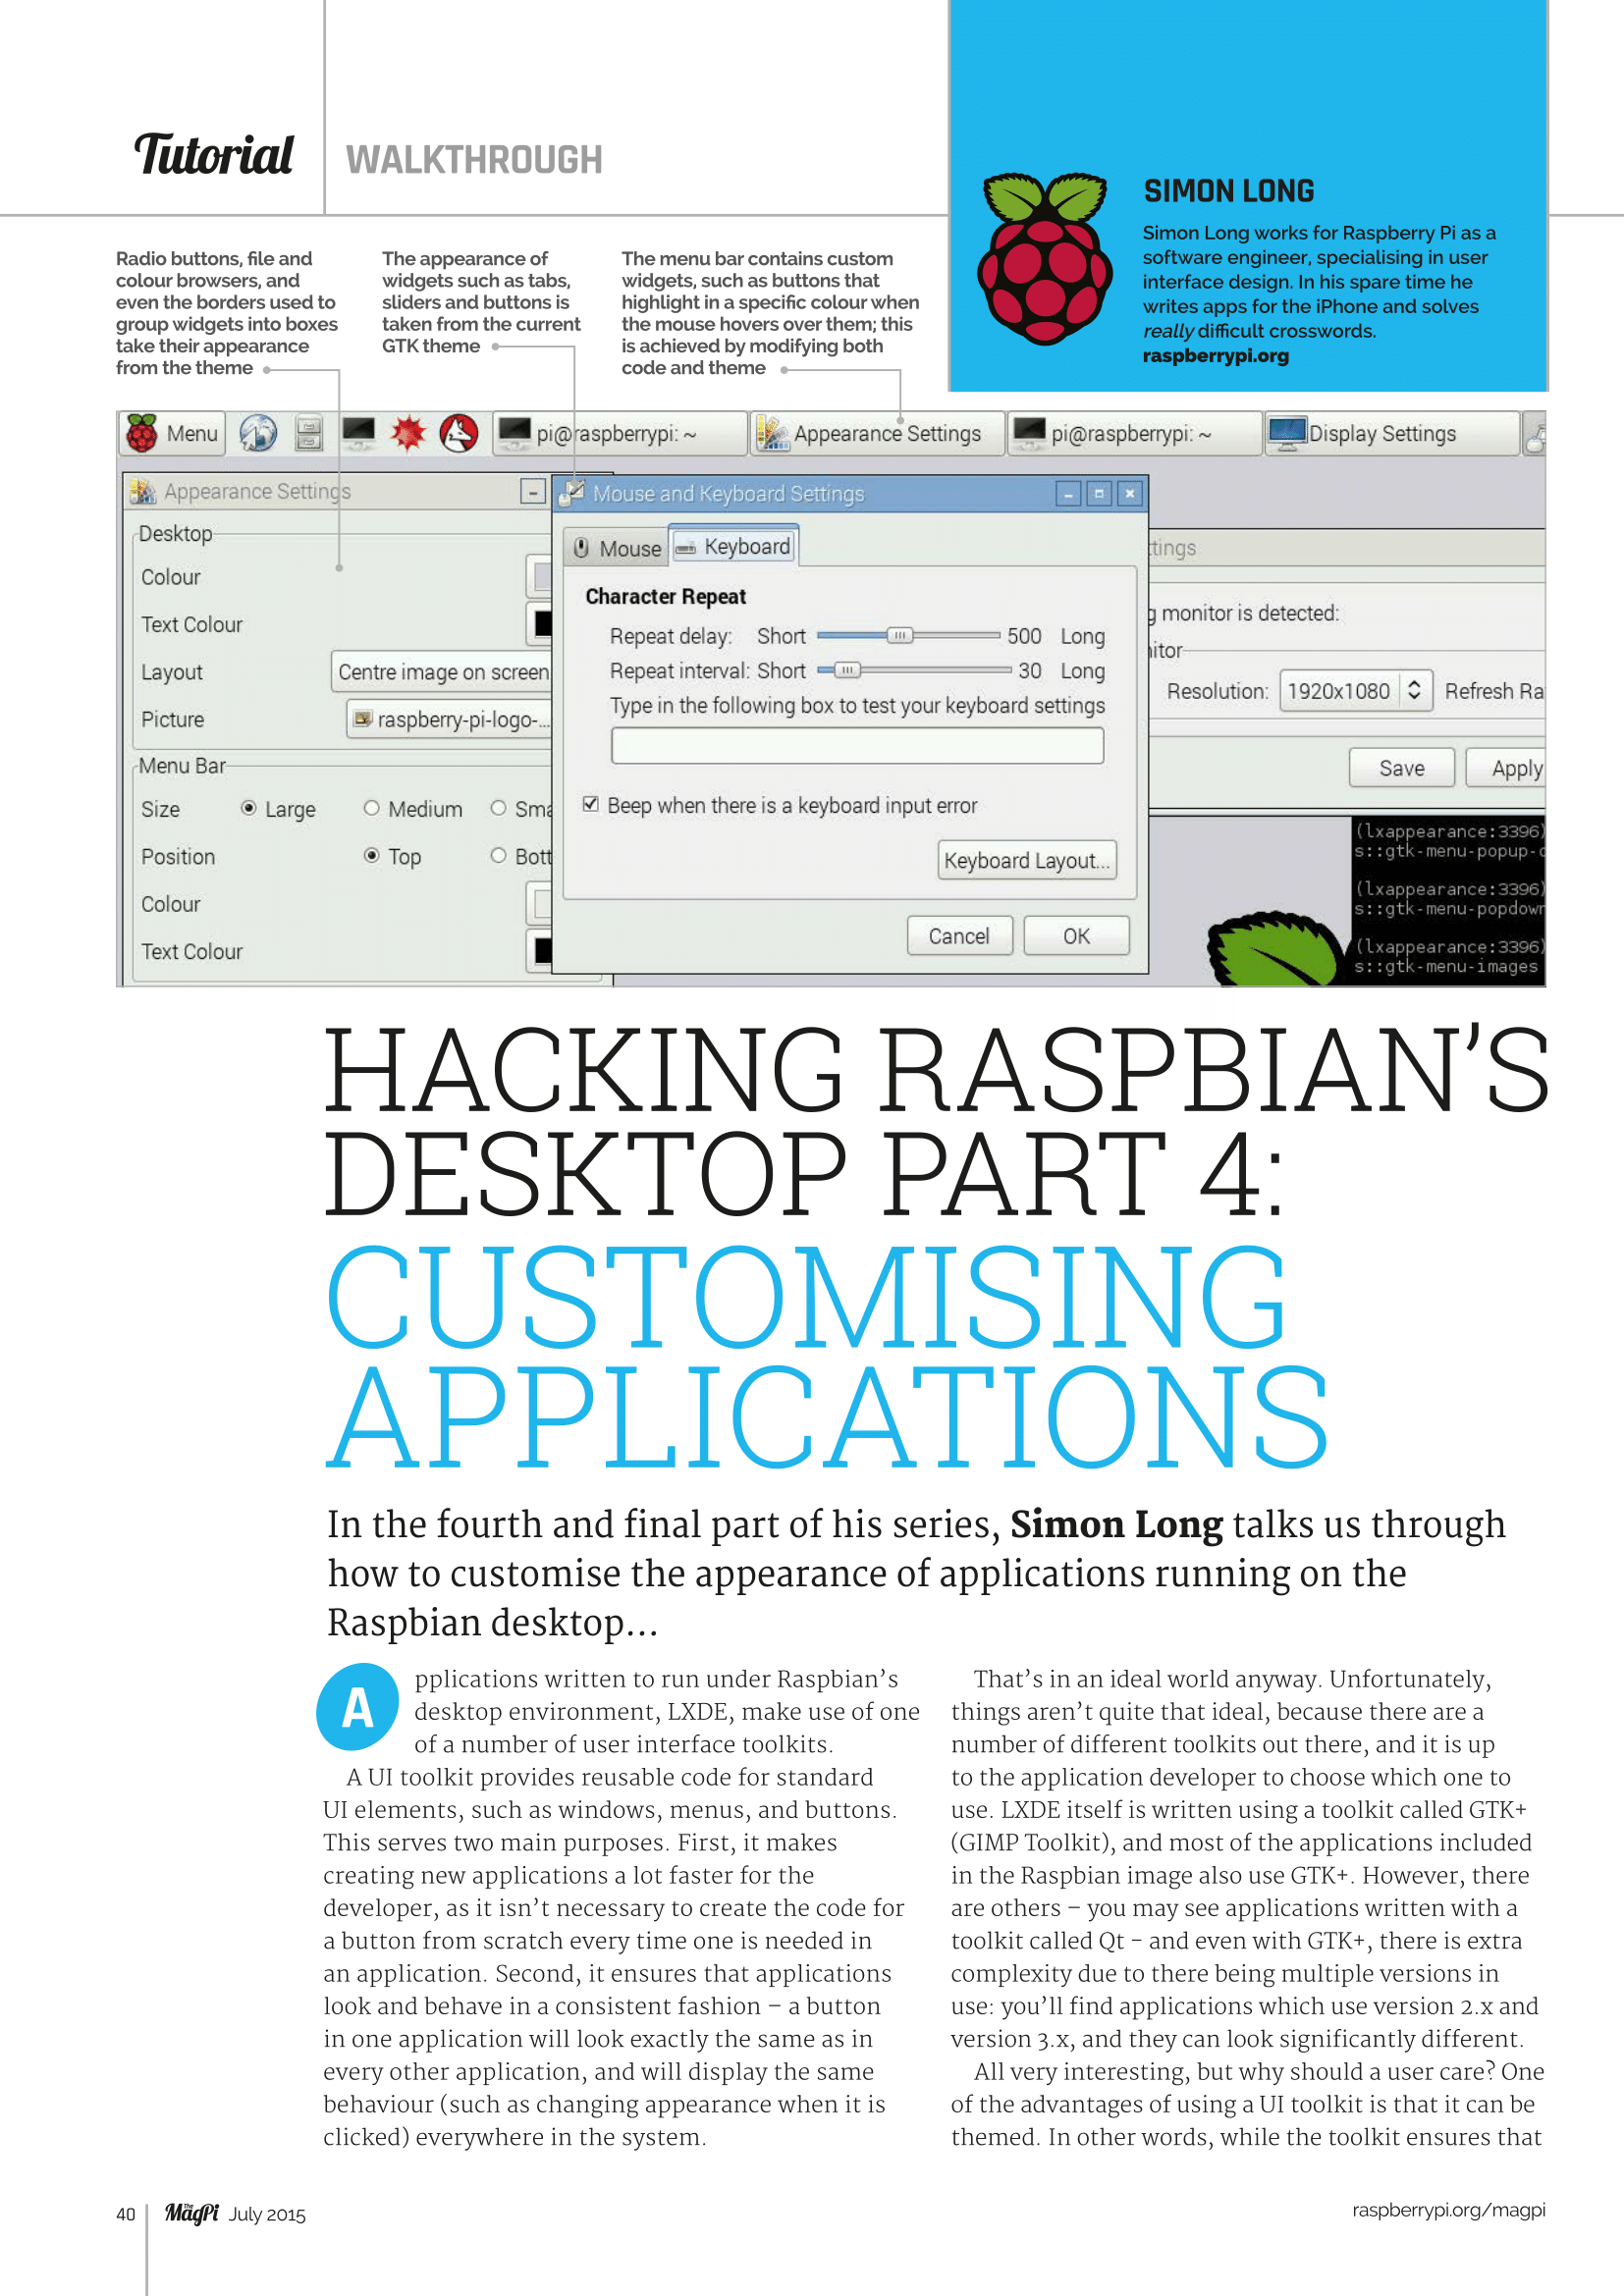 Tutorial
WALKTHROUGH
SIMON LONG
Simon Long works for Raspberry Pi as a
software engineer, specialising in user
interface design. In his spare time he
writes apps for the iPhone and solves
really difficult crosswords.
raspberrypi.org
Radio buttons, file and
colour browsers, and
even the borders used to
group widgets into boxes
take their appearance
from the theme
The appearance of
widgets such as tabs,
sliders and buttons is
taken from the current
GTK theme
The menu bar contains custom
widgets, such as buttons that
highlight in a specific colour when
the mouse hovers over them; this
is achieved by modifying both
code and theme
Menu
pi@raspberrypi: ~
Appearance Settings
pi@raspberrypi: ~
Display Settings
Appearance Settings
Desktop
Colour
Text Colour
Layout
Centre image on screen
Picture
raspberry-pi-logo-...
Menu Bar
Size Large Medium Sma
Position Top Bott
Colour
Text Colour
Mouse and Keyboard Settings
Mouse Keyboard
Character Repeat
Repeat delay: Short 500 Long
Repeat interval: Short 30 Long
Type in the following box to test your keyboard settings
Beep when there is a keyboard input error
Keyboard Layout...
Cancel OK
tings
g monitor is detected:
itor
Resolution: 1920x1080 Refresh Ra
Save Apply
(lxappearance:3396)
s::gtk-menu-popup-d
(lxappearance:3396)
s::gtk-menu-popdown
(lxappearance:3396)
s::gtk-menu-images
HACKING RASPBIAN’S
DESKTOP PART 4:
CUSTOMISING
APPLICATIONS
In the fourth and final part of his series, Simon Long talks us through
how to customise the appearance of applications running on the
Raspbian desktop...
Applications written to run under Raspbian’s
desktop environment, LXDE, make use of one
of a number of user interface toolkits.
A UI toolkit provides reusable code for standard
UI elements, such as windows, menus, and buttons.
This serves two main purposes. First, it makes
creating new applications a lot faster for the
developer, as it isn’t necessary to create the code for
a button from scratch every time one is needed in
an application. Second, it ensures that applications
look and behave in a consistent fashion – a button
in one application will look exactly the same as in
every other application, and will display the same
behaviour (such as changing appearance when it is
clicked) everywhere in the system.
That’s in an ideal world anyway. Unfortunately,
things aren’t quite that ideal, because there are a
number of different toolkits out there, and it is up
to the application developer to choose which one to
use. LXDE itself is written using a toolkit called GTK+
(GIMP Toolkit), and most of the applications included
in the Raspbian image also use GTK+. However, there
are others – you may see applications written with a
toolkit called Qt – and even with GTK+, there is extra
complexity due to there being multiple versions in
use: you’ll find applications which use version 2.x and
version 3.x, and they can look significantly different.
All very interesting, but why should a user care? One
of the advantages of using a UI toolkit is that it can be
themed. In other words, while the toolkit ensures that
40
The MagPi July 2015
raspberrypi.org/magpi